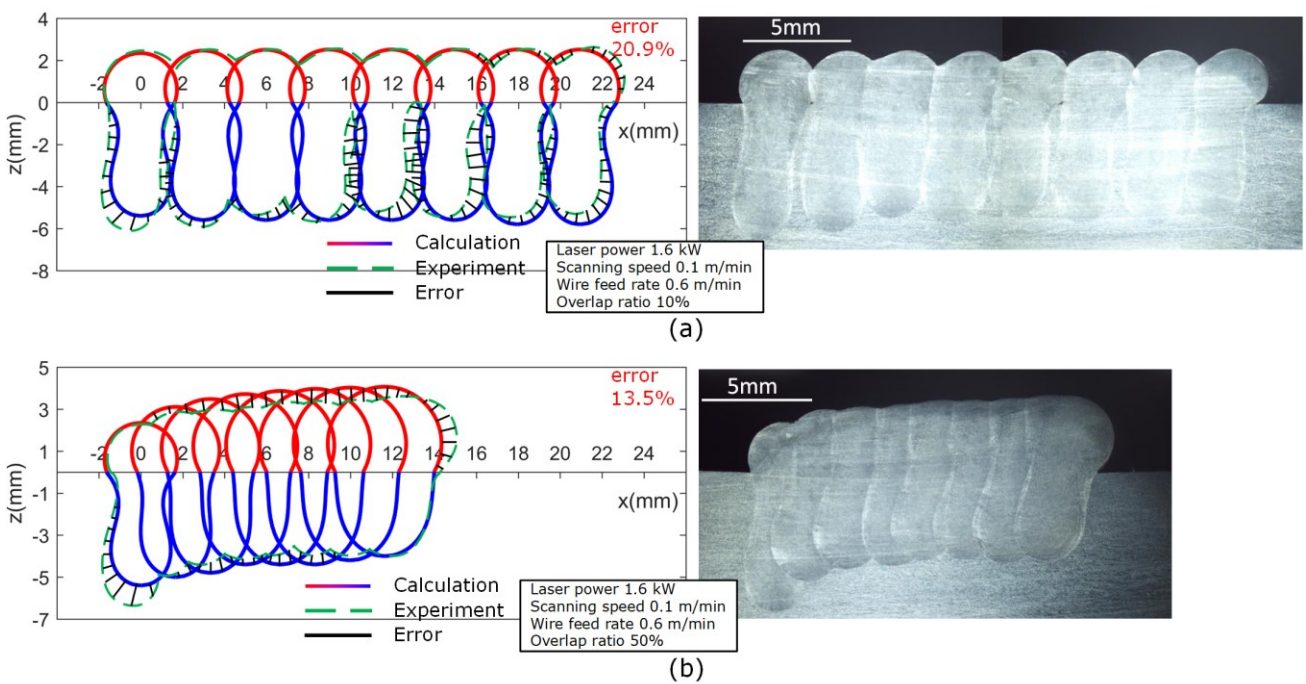 4
error
20.9%
2
-2 0 2 4 6 8 10 12 14 16 18 20 22 24
0
x(mm)
z(mm)
-2
-4
-6
-8
Calculation
Experiment
Error
Laser power 1.6 kW
Scanning speed 0.1 m/min
Wire feed rate 0.6 m/min
Overlap ratio 10%
5mm
(a)
5
error
13.5%
3
1
-2 0 2 4 6 8 10 12 14 16 18 20 22 24
x(mm)
z(mm)
-1
-3
-5
-7
Calculation
Experiment
Error
Laser power 1.6 kW
Scanning speed 0.1 m/min
Wire feed rate 0.6 m/min
Overlap ratio 50%
5mm
(b)